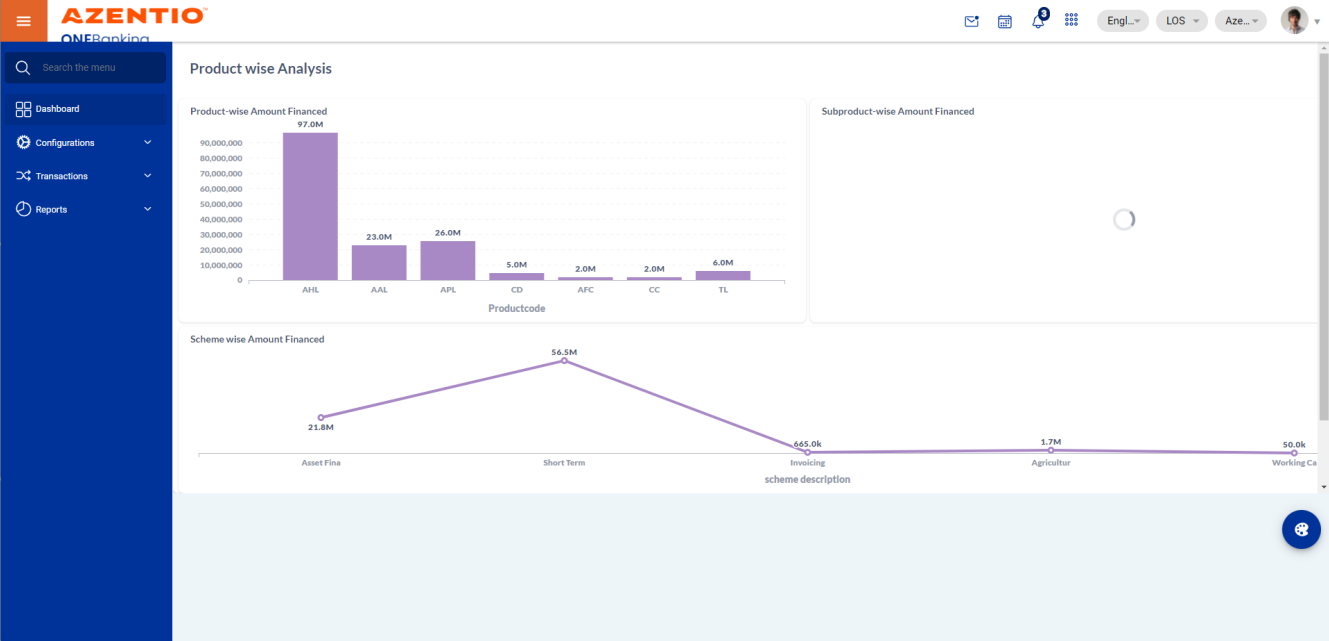 AZENTIO
ONEBanking
3
Engl...
LOS
Aze...
Search the menu
Dashboard
Configurations
Transactions
Reports
Product wise Analysis
Product-wise Amount Financed
97.0M
90,000,000
80,000,000
70,000,000
60,000,000
50,000,000
40,000,000
30,000,000
20,000,000
10,000,000
0
23.0M
26.0M
5.0M
2.0M
2.0M
6.0M
AHL
AAL
APL
CD
AFC
CC
TL
Productcode
Subproduct-wise Amount Financed
Scheme wise Amount Financed
56.5M
21.8M
665.0k
1.7M
50.0k
Asset Fina
Short Term
Invoicing
Agricultur
Working Ca
scheme description